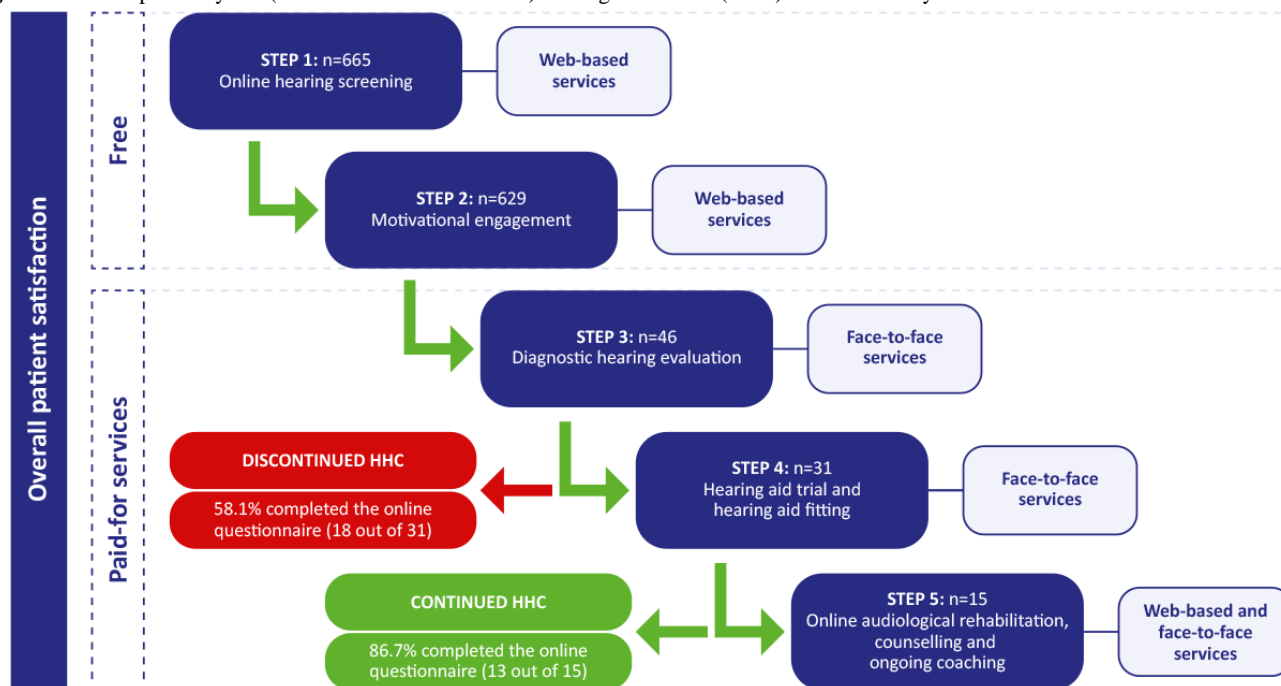 Overall patient satisfaction
Free
STEP 1: n=665
Online hearing screening
Web-based
services
STEP 2: n=629
Motivational engagement
Web-based
services
Paid-for services
STEP 3: n=46
Diagnostic hearing evaluation
Face-to-face
services
DISCONTINUED HHC
58.1% completed the online
questionnaire (18 out of 31)
STEP 4: n=31
Hearing aid trial and
hearing aid fitting
Face-to-face
services
CONTINUED HHC
86.7% completed the online
questionnaire (13 out of 15)
STEP 5: n=15
Online audiological rehabilitation,
counselling and
ongoing coaching
Web-based and
face-to-face
services